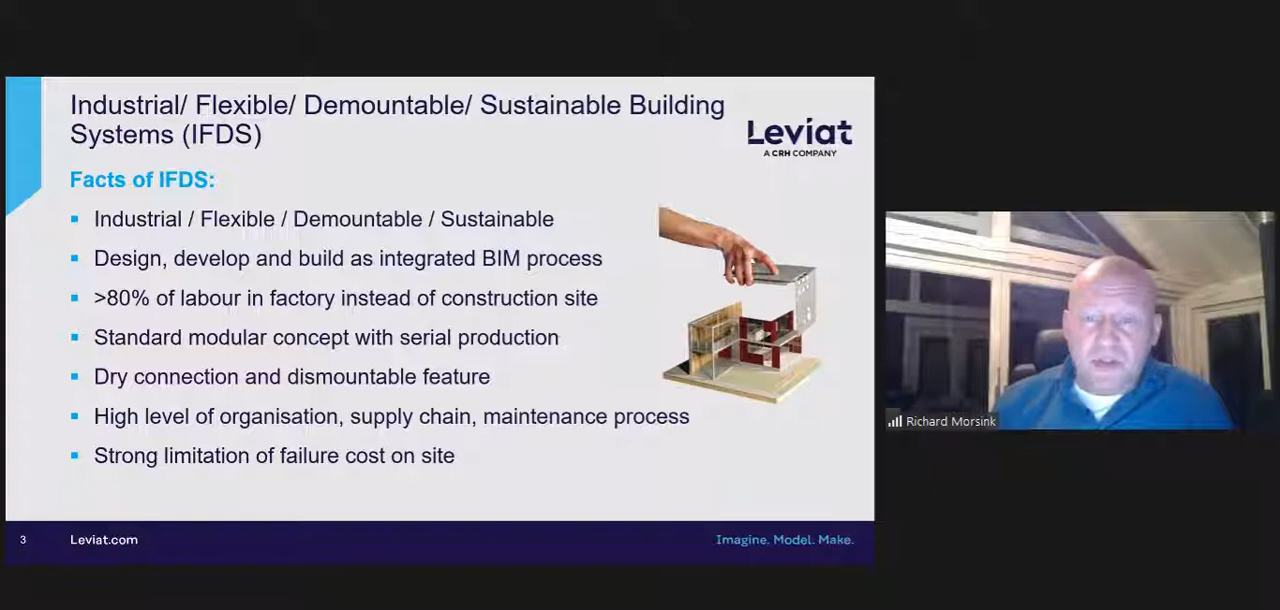 Industrial/ Flexible/ Demountable/ Sustainable Building
Systems (IFDS)
Leviat
A CRH COMPANY
Facts of IFDS:
Industrial / Flexible / Demountable / Sustainable
Design, develop and build as integrated BIM process
>80% of labour in factory instead of construction site
Standard modular concept with serial production
Dry connection and dismountable feature
High level of organisation, supply chain, maintenance process
Strong limitation of failure cost on site
3
Leviat.com
Imagine. Model. Make.
Richard Morsink